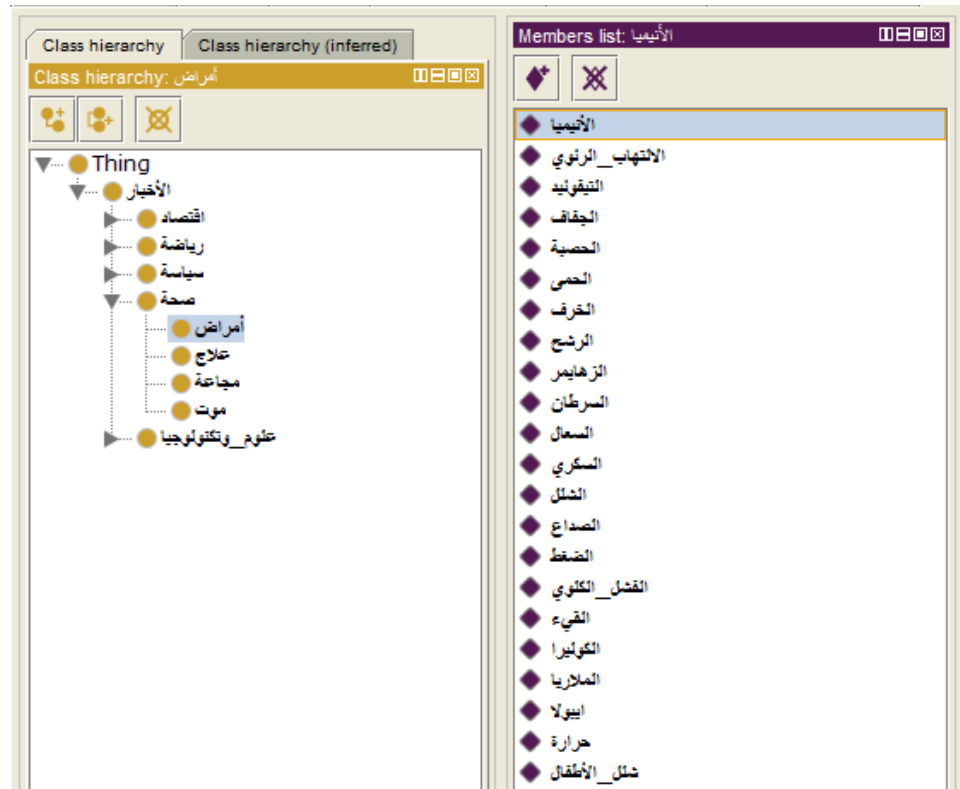 Class hierarchy
Class hierarchy (inferred)
Class hierarchy: أمراض
Thing
الأخبار
اقتصاد
رياضة
سياسة
صحة
أمراض
علاج
مجاعة
موت
علوم_وتكنولوجيا
Members list: الأنيميا
الأنيميا
الالتهاب_الرئوي
التيفوئيد
الجفاف
الحصبة
الحمى
الخرف
الرشح
الزهايمر
السرطان
السعال
السكري
الشلل
الصداع
الضغط
الفشل_الكلوي
القيء
الكوليرا
الملاريا
ايبولا
حرارة
شلل_الأطفال